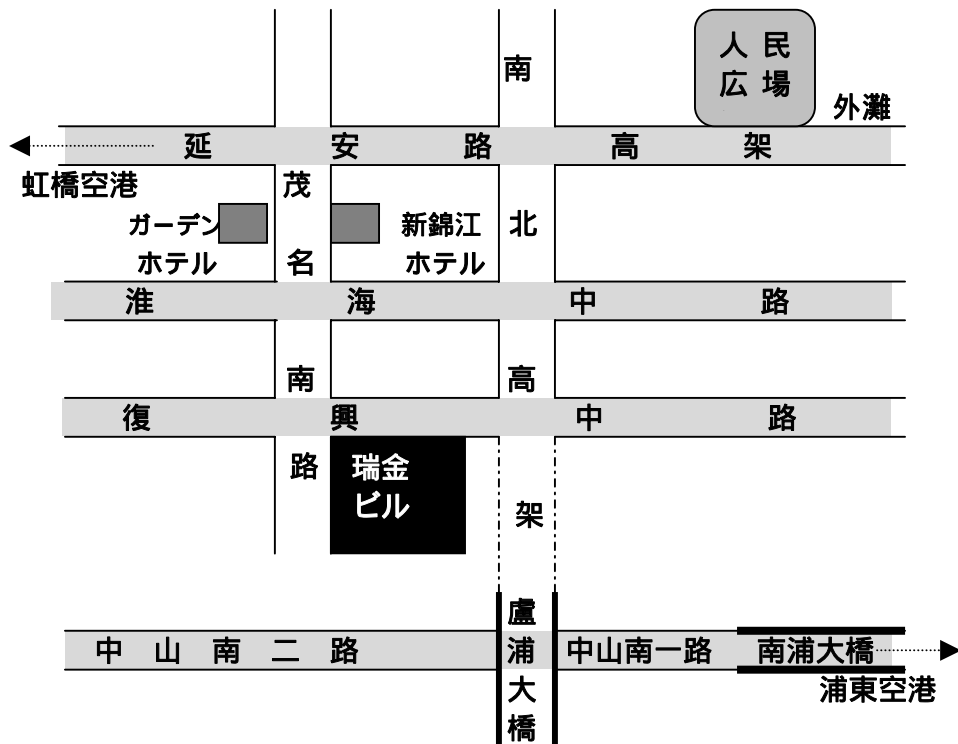 人民
広場
外灘
延安路高架
虹橋空港
ガーデン
ホテル
新錦江
ホテル
茂名南路
南北高架
淮海中路
復興中路
瑞金
ビル
盧浦大橋
中山南二路
中山南一路
南浦大橋
浦東空港